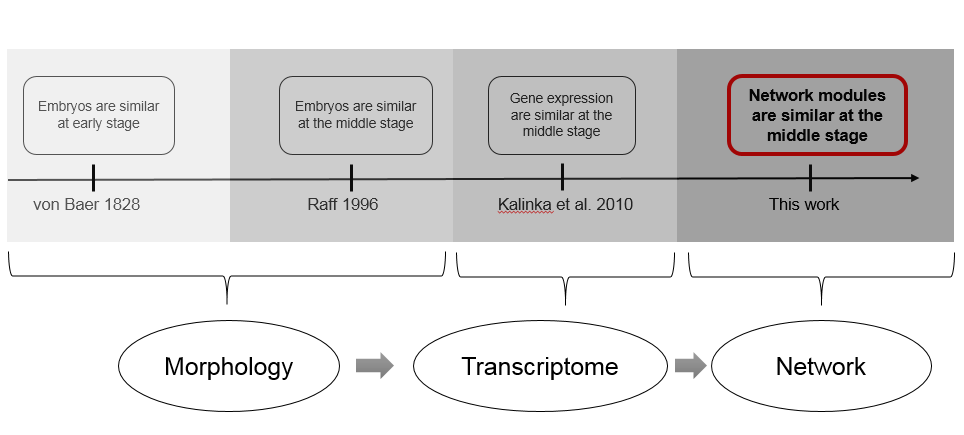 Embryos are similar
at early stage
Embryos are similar
at the middle stage
Gene expression
are similar at the
middle stage
Network modules
are similar at the
middle stage
von Baer 1828
Raff 1996
Kalinka et al. 2010
This work
Morphology
Transcriptome
Network